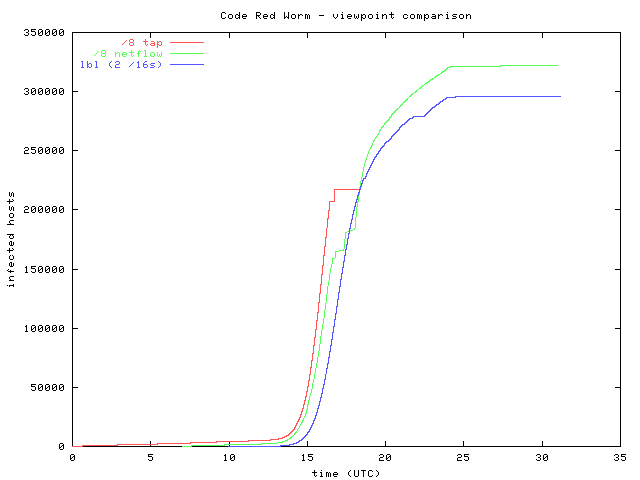 Code Red Worm - viewpoint comparison
350000
300000
250000
200000
150000
100000
50000
0
/8 tap
/8 netflow
lbl (2 /16s)
infected hosts
0 5 10 15 20 25 30 35
time (UTC)